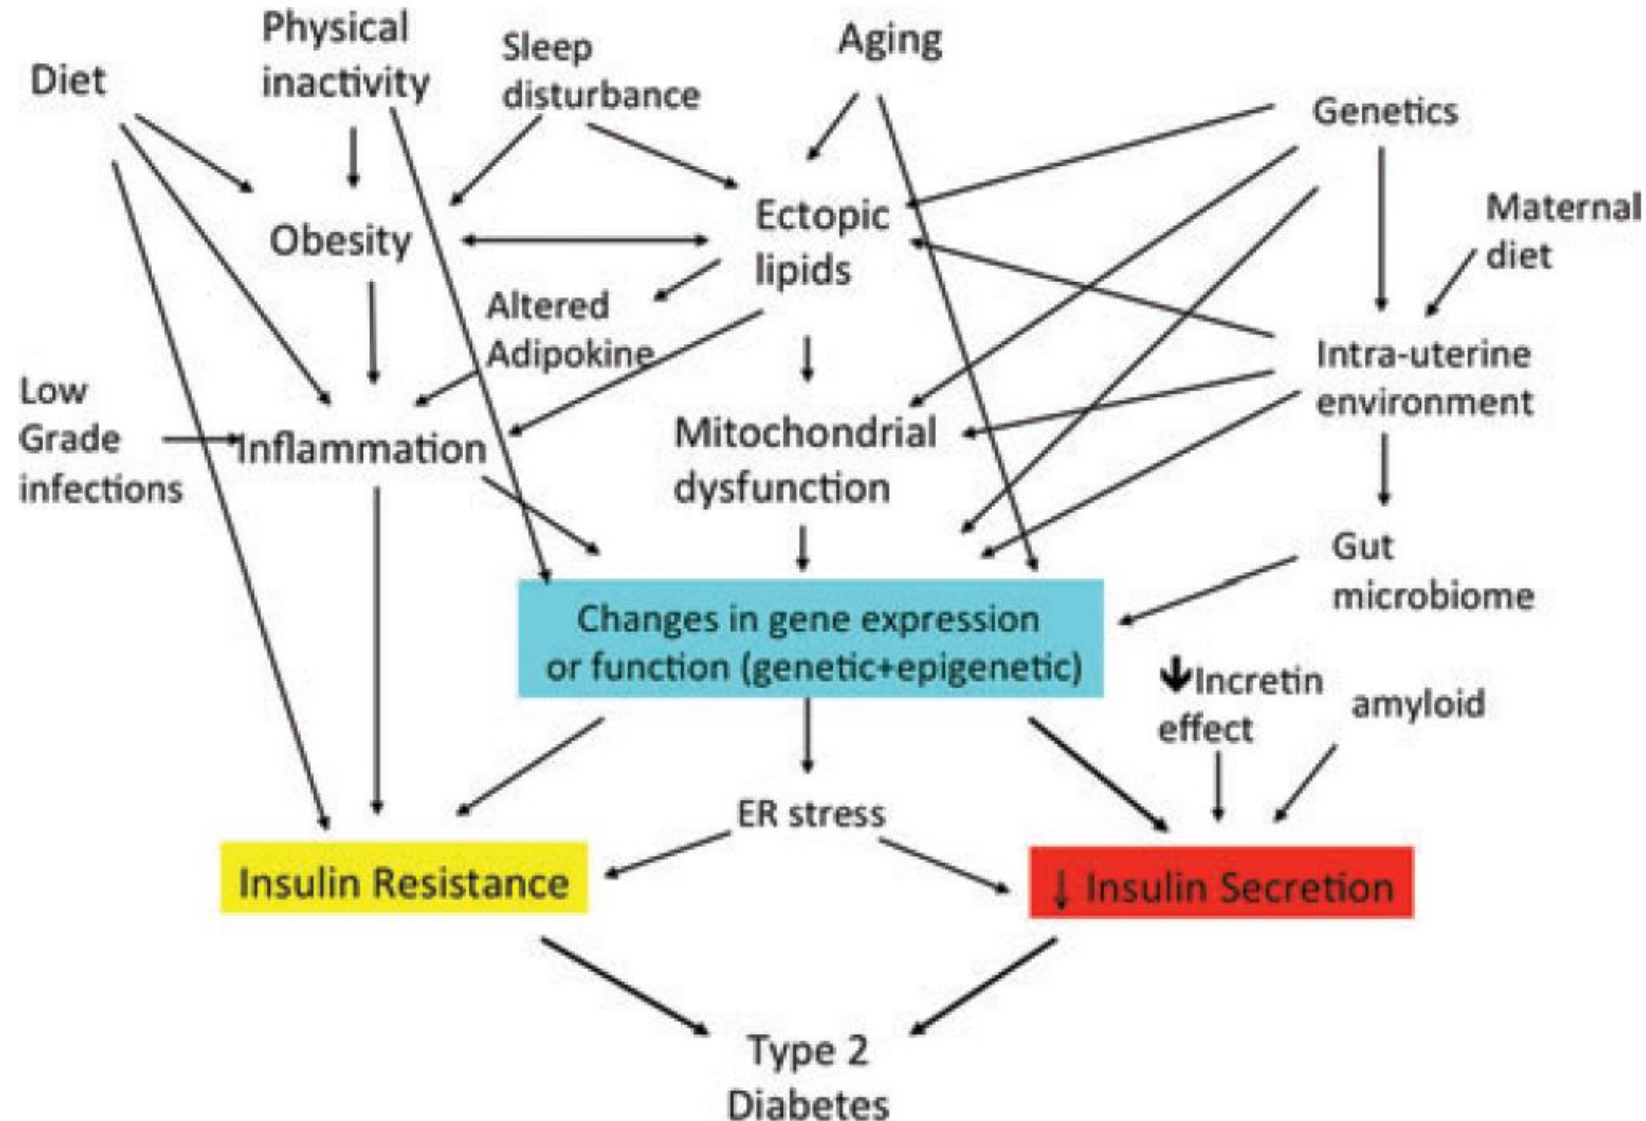 Physical
inactivity
Diet
Sleep
disturbance
Aging
Genetics
Maternal
diet
Obesity
Ectopic
lipids
Altered
Adipokine
Intra-uterine
environment
Low
Grade
infections
Inflammation
Mitochondrial
dysfunction
Gut
microbiome
Changes in gene expression
or function (genetic+epigenetic)
↓Incretin
effect
amyloid
ER stress
Insulin Resistance
↓ Insulin Secretion
Type 2
Diabetes